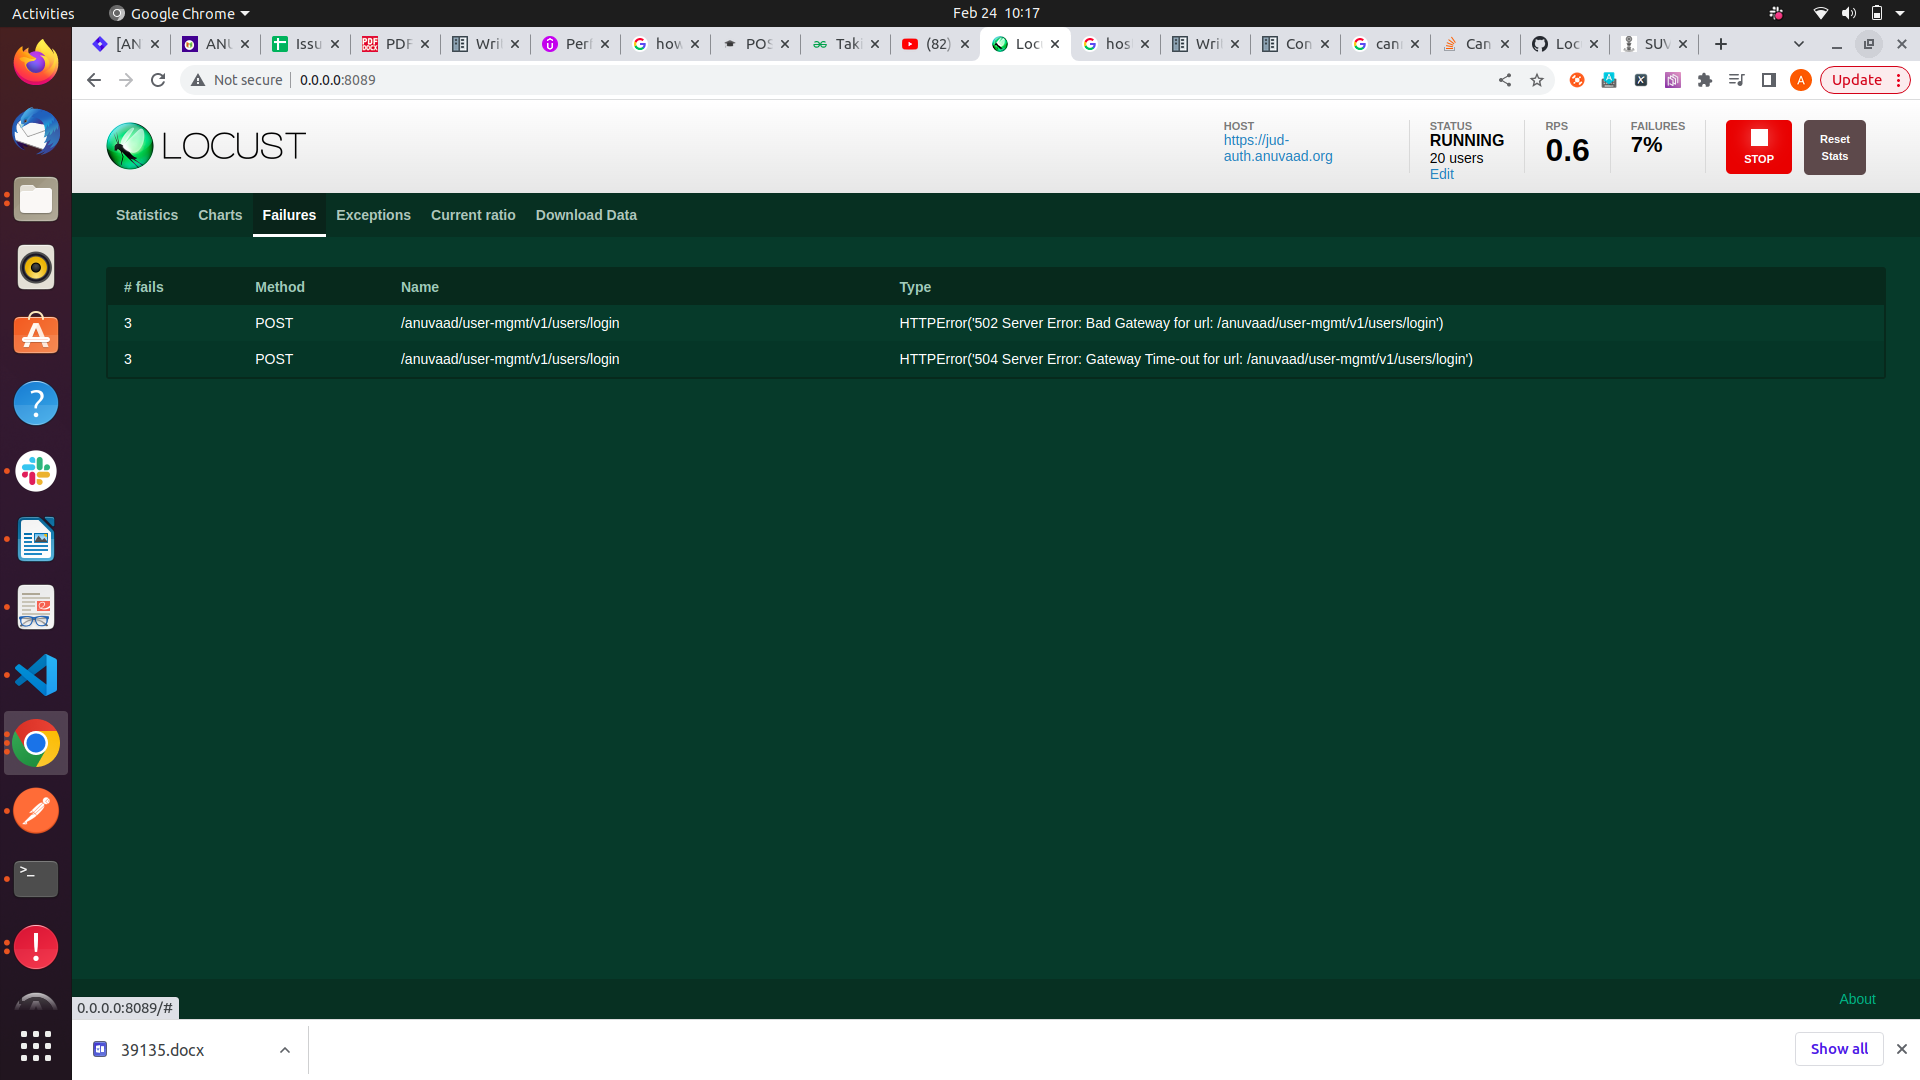 Activities Google Chrome Feb 24 10:17
[AN ANU Issu PDF Writ Perf how POS Taki (82) Locu hos Writ Con can Can Loc SUV
Not secure 0.0.0.0:8089 Update
LOCUST
HOST
https://jud-
auth.anuvaad.org
STATUS
RUNNING
20 users
Edit
RPS
0.6
FAILURES
7%
STOP
Reset
Stats
Statistics Charts Failures Exceptions Current ratio Download Data
# fails Method Name Type
3 POST /anuvaad/user-mgmt/v1/users/login HTTPError('502 Server Error: Bad Gateway for url: /anuvaad/user-mgmt/v1/users/login')
3 POST /anuvaad/user-mgmt/v1/users/login HTTPError('504 Server Error: Gateway Time-out for url: /anuvaad/user-mgmt/v1/users/login')
About
0.0.0.0:8089/#
39135.docx Show all